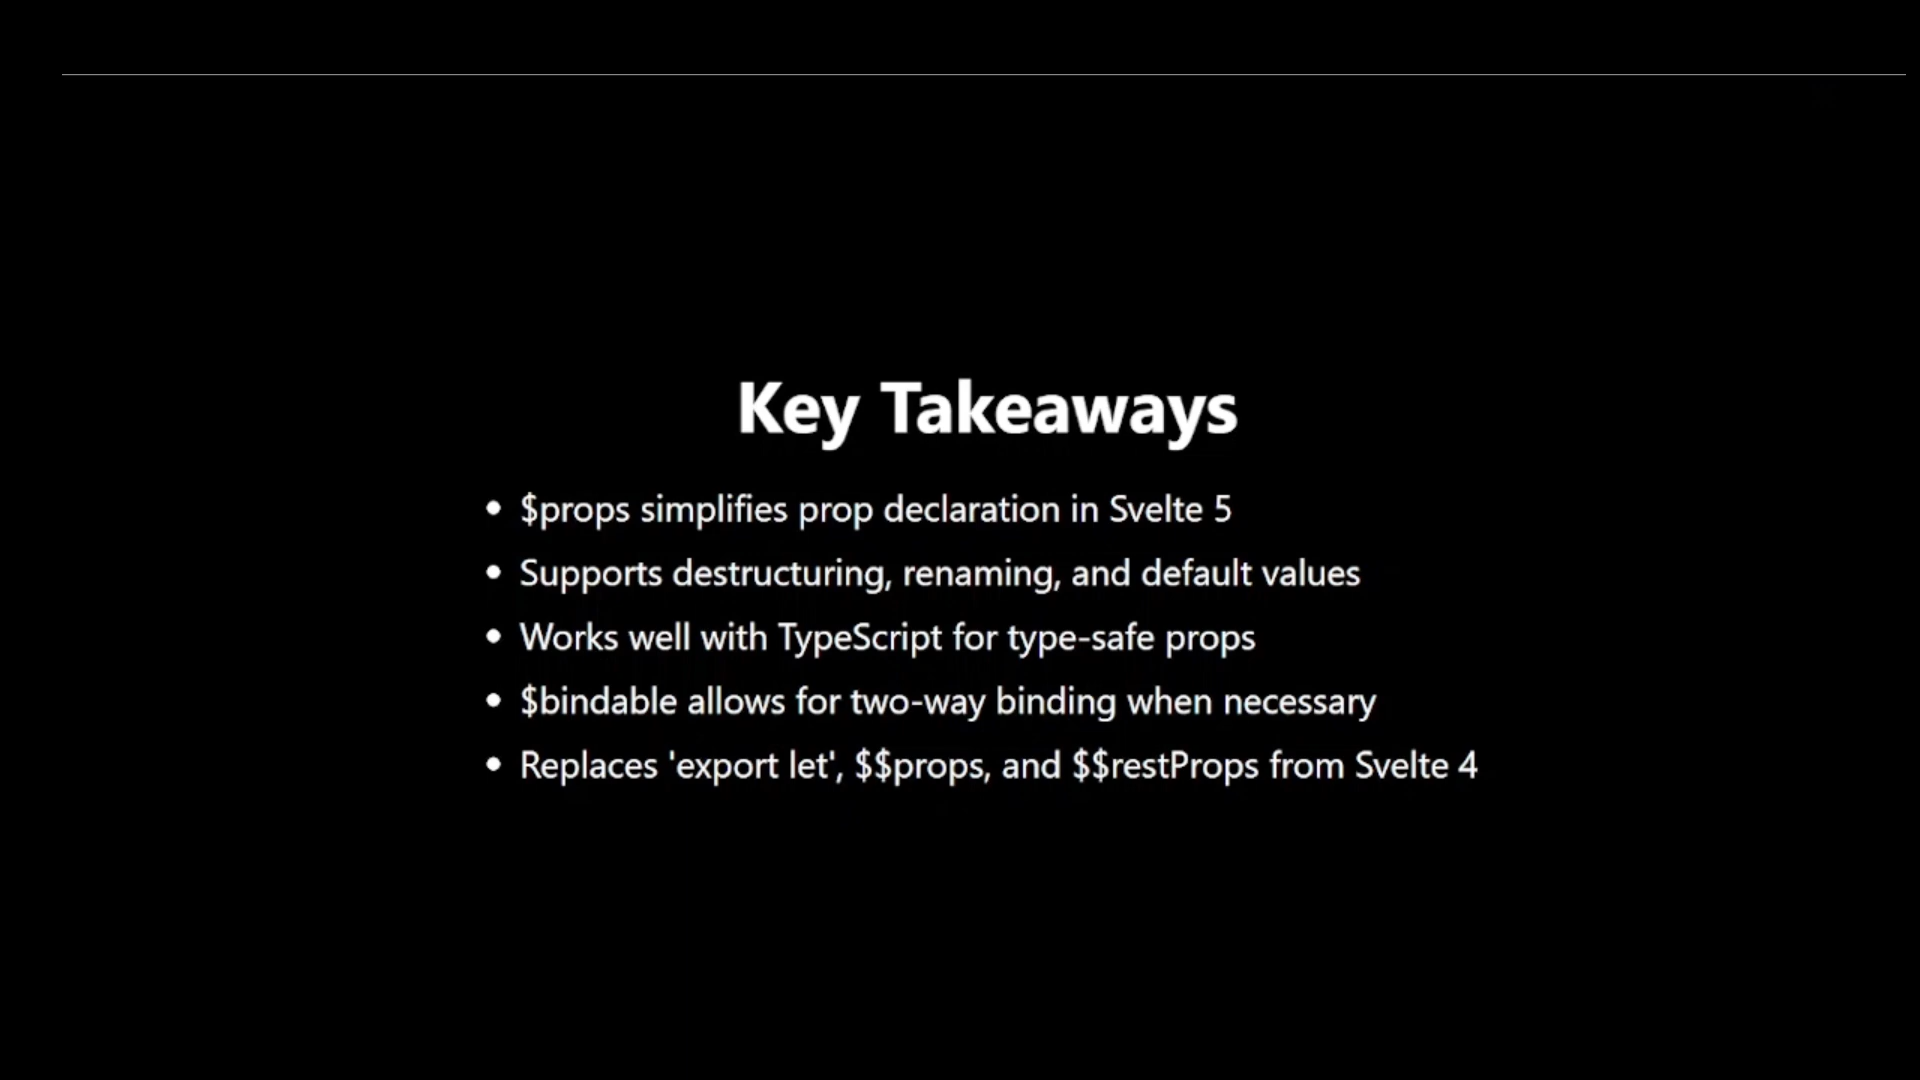 Key Takeaways
• $props simplifies prop declaration in Svelte 5
• Supports destructuring, renaming, and default values
• Works well with TypeScript for type-safe props
• $bindable allows for two-way binding when necessary
• Replaces 'export let', $$props, and $$restProps from Svelte 4